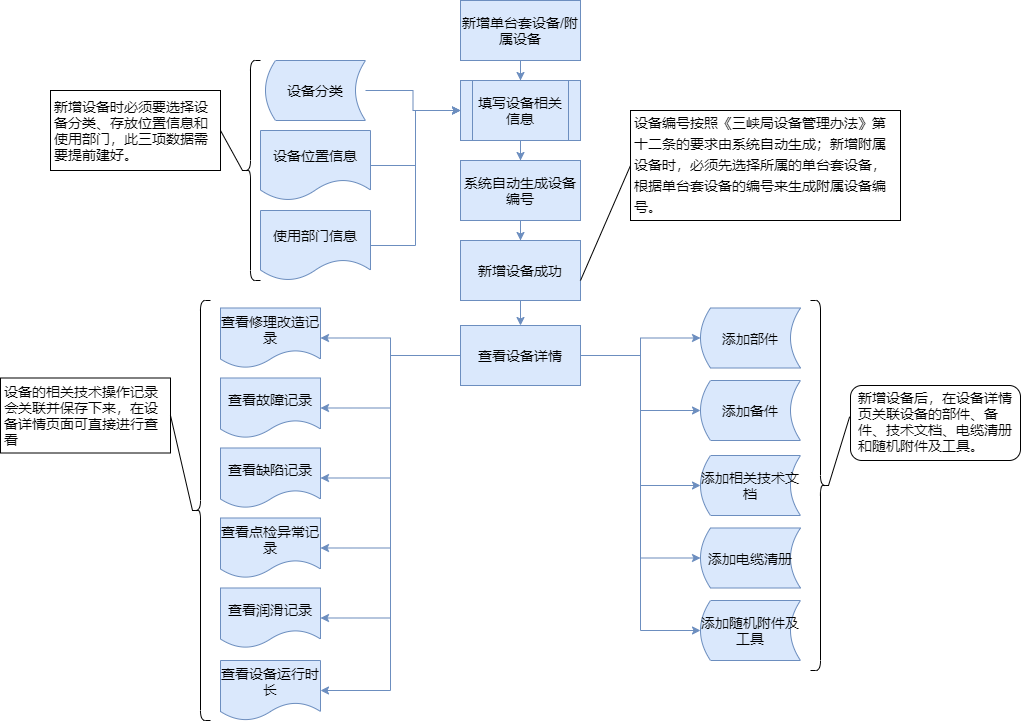 新增单台套设备/附
属设备
设备分类
填写设备相关
信息
新增设备时必须要选择设
备分类、存放位置信息和
使用部门，此三项数据需
要提前建好。
设备编号按照《三峡局设备管理办法》第
十二条的要求由系统自动生成；新增附属
设备时，必须先选择所属的单台套设备，
根据单台套设备的编号来生成附属设备编
号。
设备位置信息
系统自动生成设备
编号
使用部门信息
新增设备成功
查看修理改造记
录
查看设备详情
添加部件
设备的相关技术操作记录
会关联并保存下来，在设
备详情页面可直接进行查
看
查看故障记录
添加备件
新增设备后，在设备详情
页关联设备的部件、备
件、技术文档、电缆清册
和随机附件及工具。
查看缺陷记录
添加相关技术文
档
查看点检异常记
录
添加电缆清册
查看润滑记录
添加随机附件及
工具
查看设备运行时
长